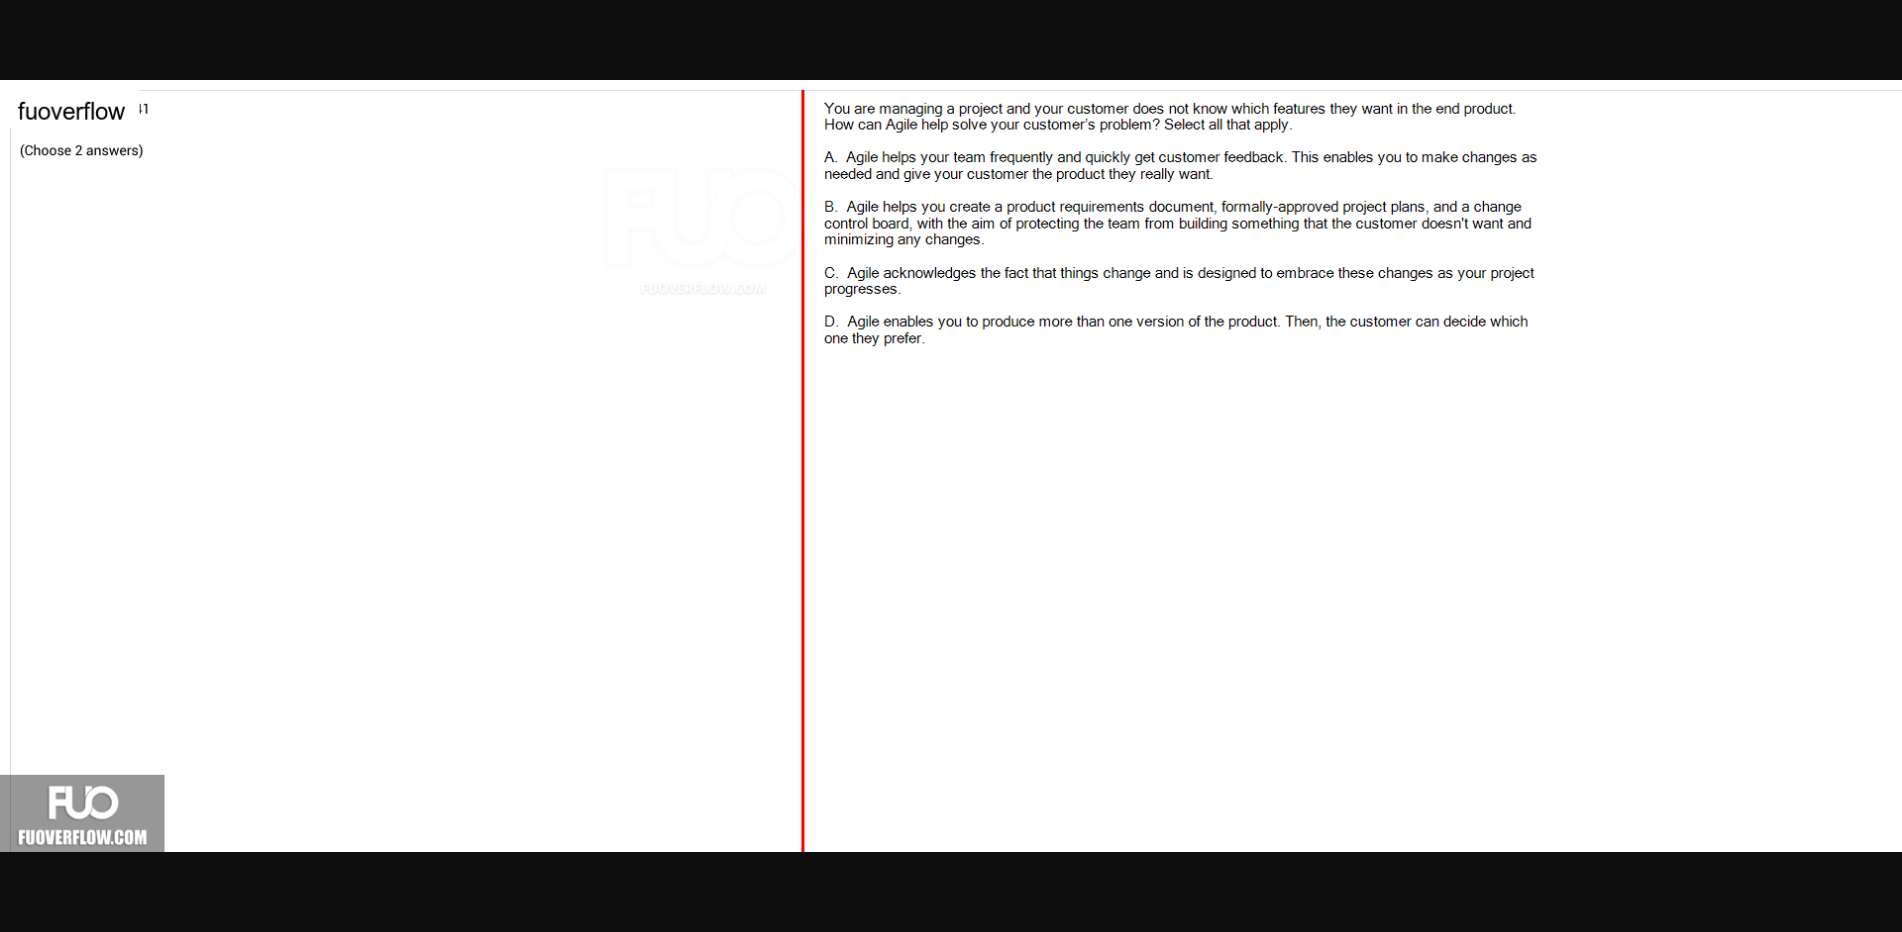 fuoverflow
(Choose 2 answers)
You are managing a project and your customer does not know which features they want in the end product.
How can Agile help solve your customer's problem? Select all that apply.
A. Agile helps your team frequently and quickly get customer feedback. This enables you to make changes as
needed and give your customer the product they really want.
B. Agile helps you create a product requirements document, formally-approved project plans, and a change
control board, with the aim of protecting the team from building something that the customer doesn't want and
minimizing any changes.
C. Agile acknowledges the fact that things change and is designed to embrace these changes as your project
progresses.
D. Agile enables you to produce more than one version of the product. Then, the customer can decide which
one they prefer.
FUO
FUOVERFLOW.COM
FUO
FUOVERFLOW.COM